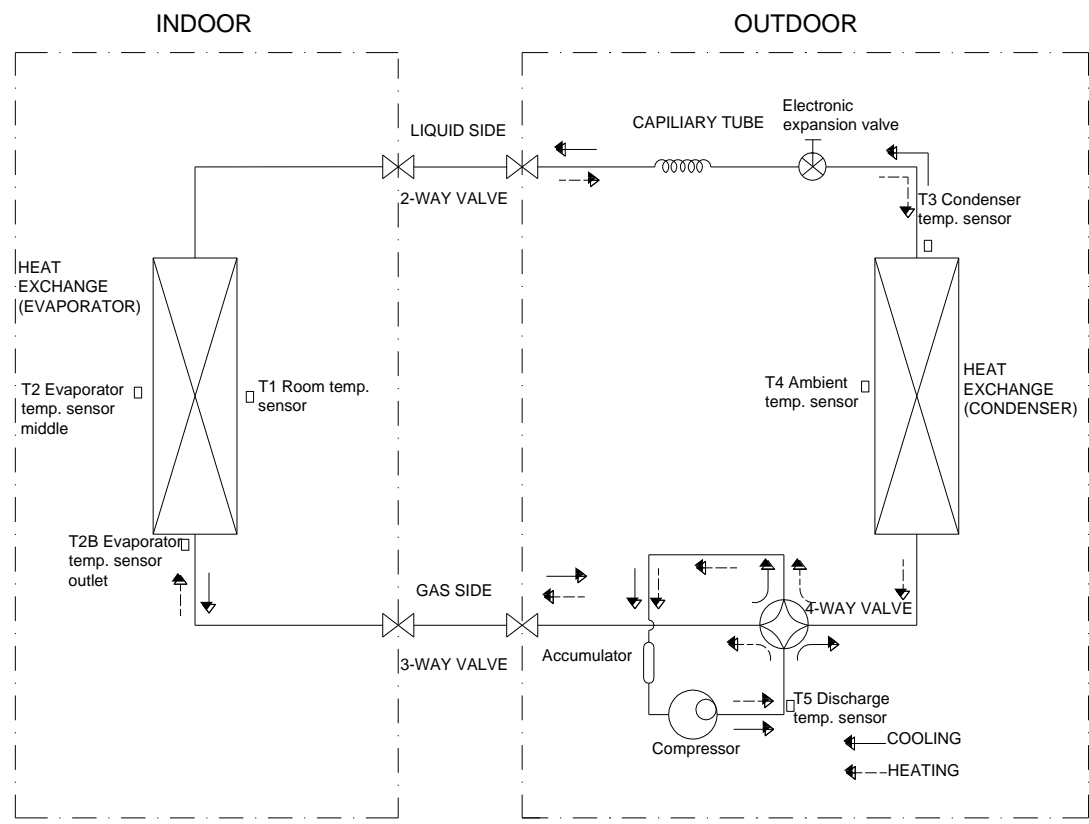 INDOOR
OUTDOOR
LIQUID SIDE
2-WAY VALVE
CAPILIARY TUBE
Electronic
expansion valve
T3 Condenser
temp. sensor
HEAT
EXCHANGE
(EVAPORATOR)
T2 Evaporator
temp. sensor
middle
T1 Room temp.
sensor
T4 Ambient
temp. sensor
HEAT
EXCHANGE
(CONDENSER)
T2B Evaporator
temp. sensor
outlet
GAS SIDE
3-WAY VALVE
4-WAY VALVE
Accumulator
Compressor
T5 Discharge
temp. sensor
COOLING
HEATING